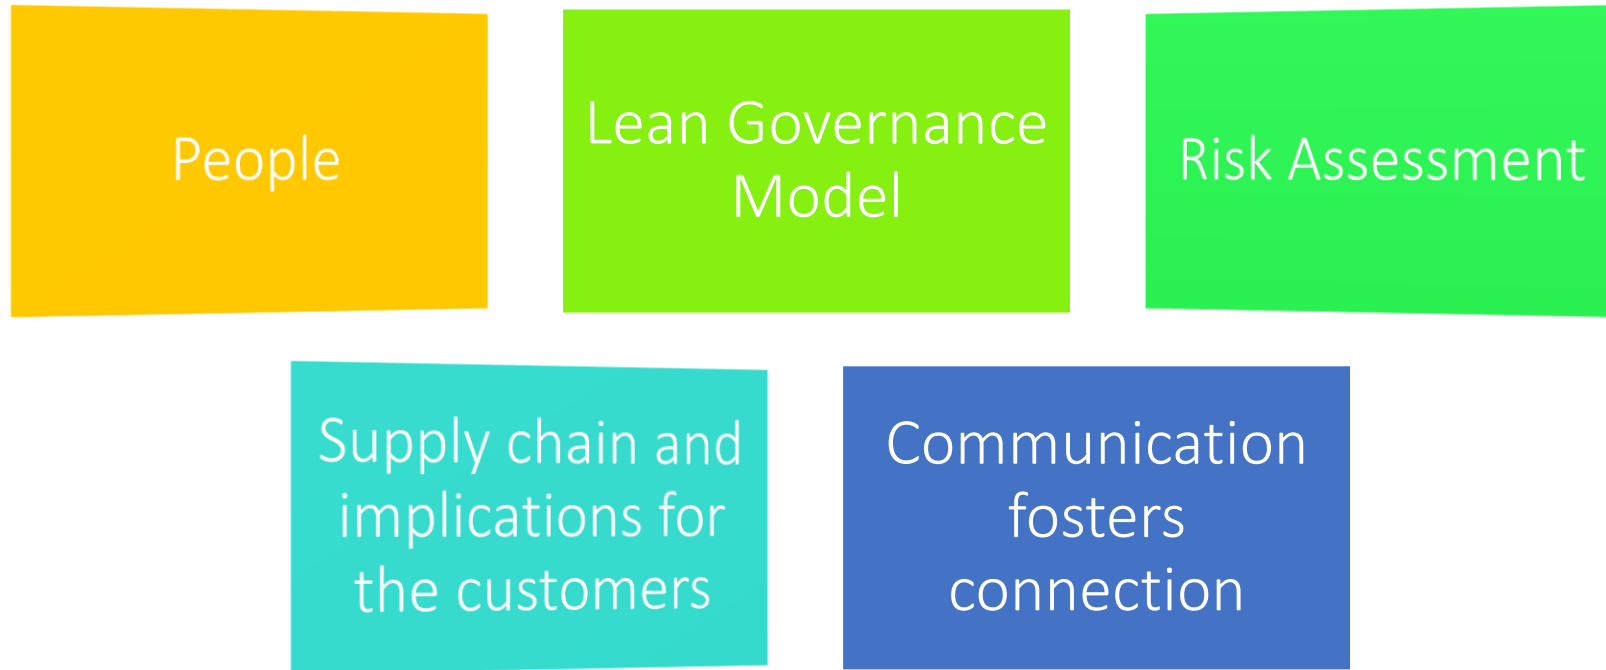 People
Lean Governance
Model
Risk Assessment
Supply chain and
implications for
the customers
Communication
fosters
connection